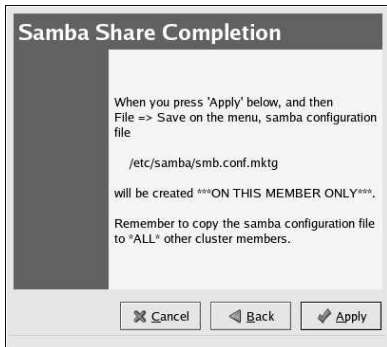 Samba Share Completion
When you press 'Apply' below, and then
File => Save on the menu, samba configuration
file
/etc/samba/smb.conf.mktg
will be created ***ON THIS MEMBER ONLY***.
Remember to copy the samba configuration file
to *ALL* other cluster members.
Cancel
Back
Apply